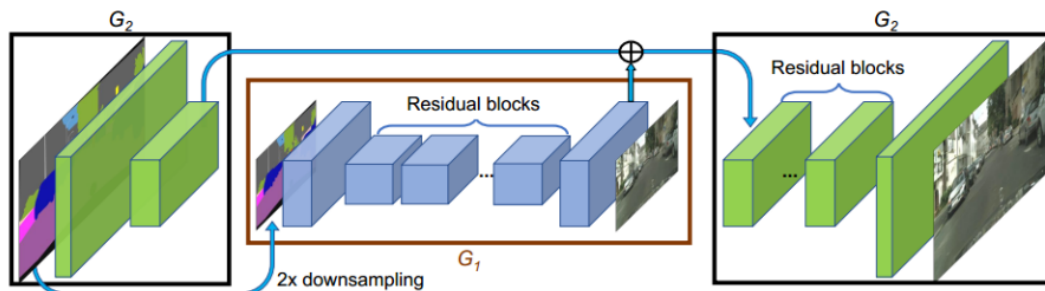 G2
G2
Residual blocks
Residual blocks
...
...
G1
2x downsampling